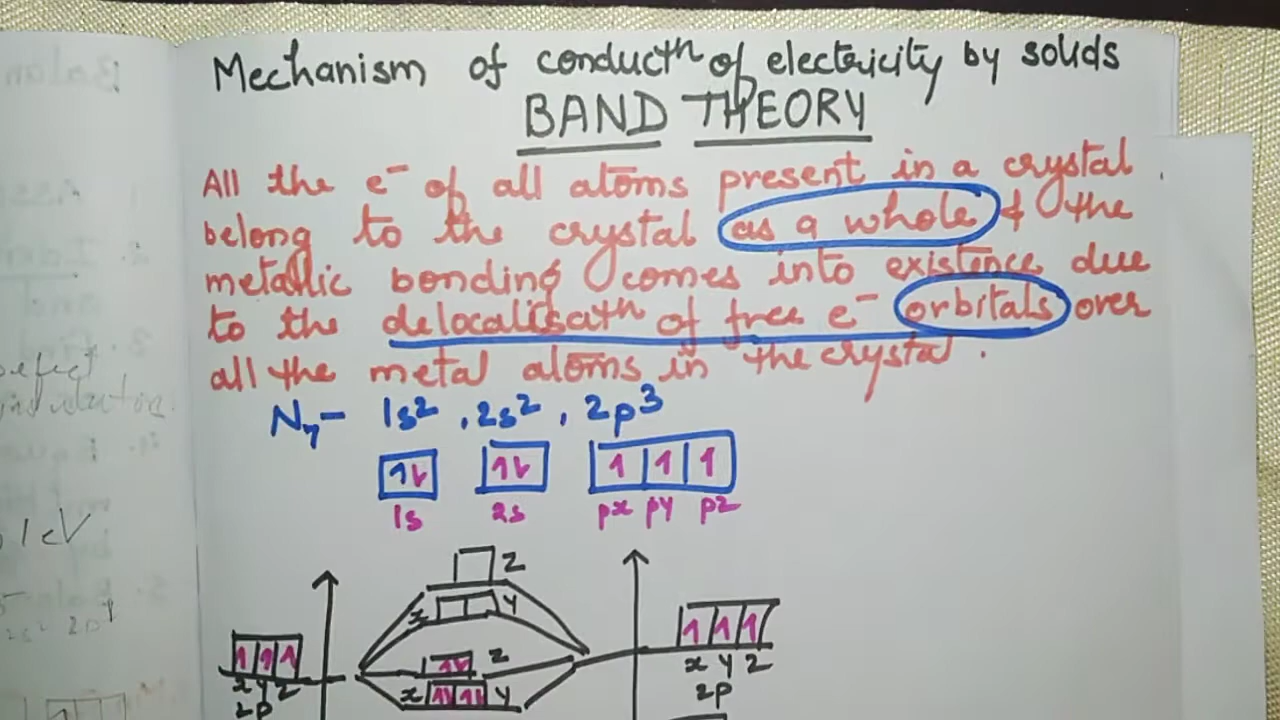 Mechanism of conductn of electricity by solids
BAND THEORY
All the e⁻ of all atoms present in a crystal
belong to the crystal as a whole & the
metallic bonding comes into existence due
to the delocalisatn of free e⁻ orbitals over
all the metal atoms in the crystal.
N₇ - 1s², 2s², 2p³
1s 2s px py pz
z
x y
z
x y
x y z
2p
x y z
2p